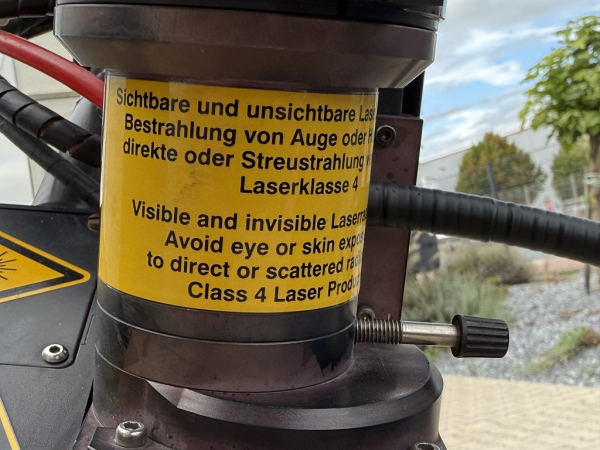 Sichtbare und unsichtbare
Bestrahlung von Auge oder
direkte oder Streustrahlung
Laserklasse 4
Visible and invisible
Avoid eye or skin
to direct or scattered
Class 4 Laser